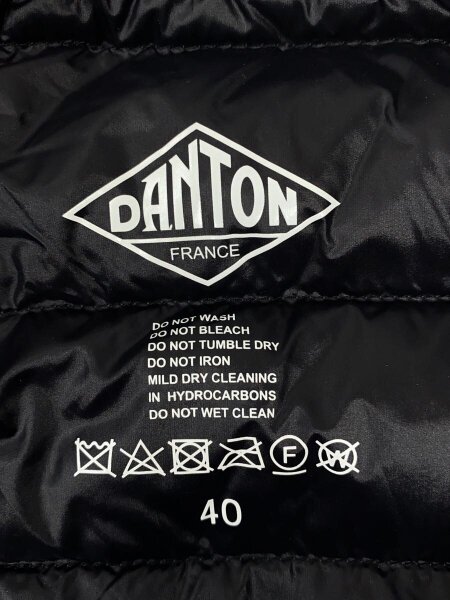 DANTON
FRANCE
DO NOT WASH
DO NOT BLEACH
DO NOT TUMBLE DRY
DO NOT IRON
MILD DRY CLEANING
IN HYDROCARBONS
DO NOT WET CLEAN
F W
40